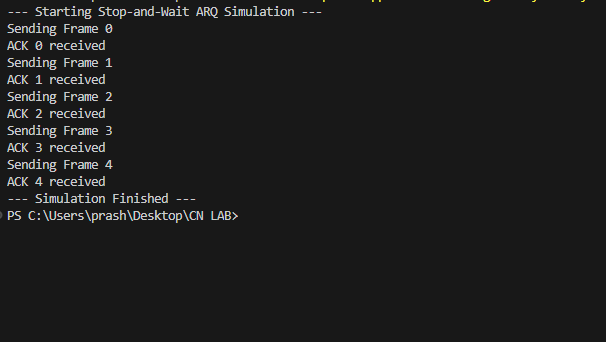 --- Starting Stop-and-Wait ARQ Simulation ---
Sending Frame 0
ACK 0 received
Sending Frame 1
ACK 1 received
Sending Frame 2
ACK 2 received
Sending Frame 3
ACK 3 received
Sending Frame 4
ACK 4 received
--- Simulation Finished ---
PS C:\Users\prash\Desktop\CN LAB>